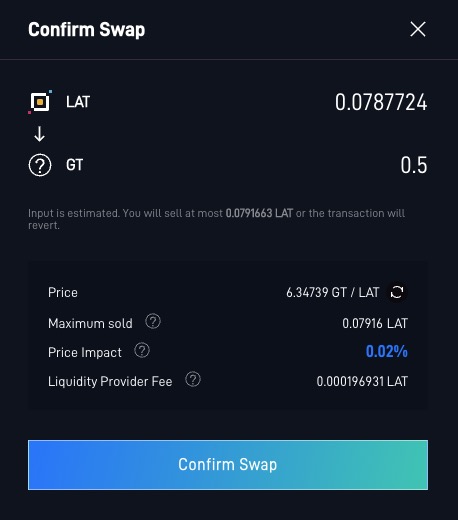 Confirm Swap
LAT 0.0787724
GT 0.5
Input is estimated. You will sell at most 0.0791663 LAT or the transaction will
revert.
Price 6.34739 GT / LAT
Maximum sold ? 0.07916 LAT
Price Impact ? 0.02%
Liquidity Provider Fee ? 0.000196931 LAT
Confirm Swap